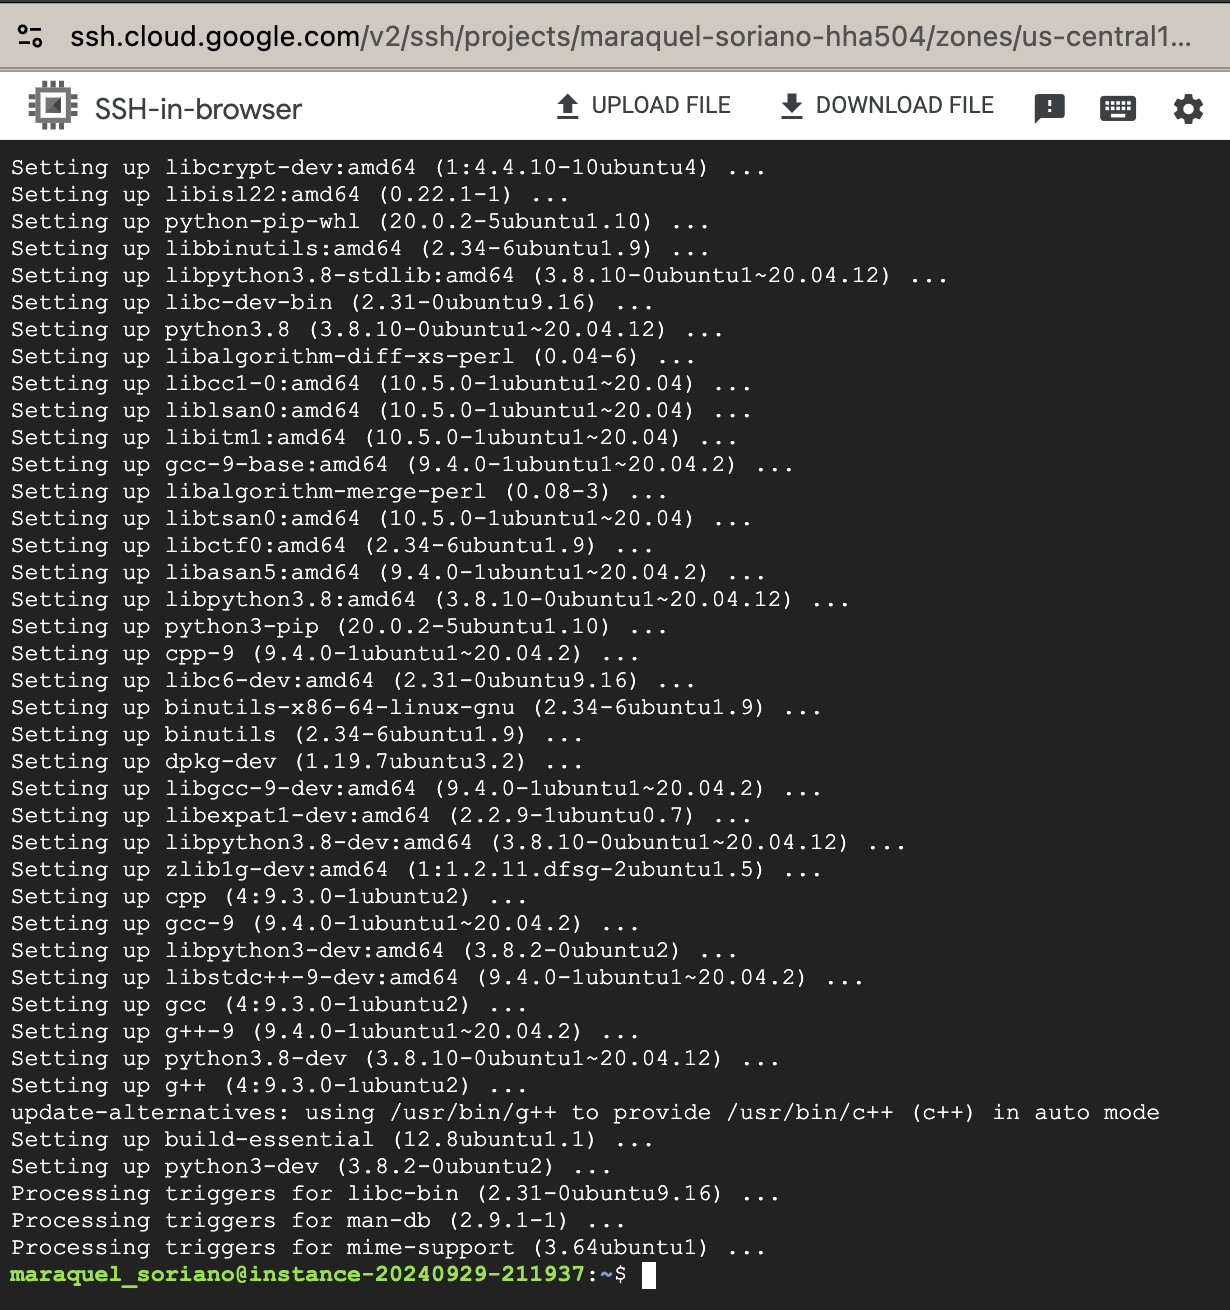 ssh.cloud.google.com/v2/ssh/projects/maraquel-soriano-hha504/zones/us-central1...
SSH-in-browser UPLOAD FILE DOWNLOAD FILE
Setting up libcrypt-dev:amd64 (1:4.4.10-10ubuntu4) ...
Setting up libisl22:amd64 (0.22.1-1) ...
Setting up python-pip-whl (20.0.2-5ubuntu1.10) ...
Setting up libbinutils:amd64 (2.34-6ubuntu1.9) ...
Setting up libpython3.8-stdlib:amd64 (3.8.10-0ubuntu1~20.04.12) ...
Setting up libc-dev-bin (2.31-0ubuntu9.16) ...
Setting up python3.8 (3.8.10-0ubuntu1~20.04.12) ...
Setting up libalgorithm-diff-xs-perl (0.04-6) ...
Setting up libcc1-0:amd64 (10.5.0-1ubuntu1~20.04) ...
Setting up liblsan0:amd64 (10.5.0-1ubuntu1~20.04) ...
Setting up libitm1:amd64 (10.5.0-1ubuntu1~20.04) ...
Setting up gcc-9-base:amd64 (9.4.0-1ubuntu1~20.04.2) ...
Setting up libalgorithm-merge-perl (0.08-3) ...
Setting up libtsan0:amd64 (10.5.0-1ubuntu1~20.04) ...
Setting up libctf0:amd64 (2.34-6ubuntu1.9) ...
Setting up libasan5:amd64 (9.4.0-1ubuntu1~20.04.2) ...
Setting up libpython3.8:amd64 (3.8.10-0ubuntu1~20.04.12) ...
Setting up python3-pip (20.0.2-5ubuntu1.10) ...
Setting up cpp-9 (9.4.0-1ubuntu1~20.04.2) ...
Setting up libc6-dev:amd64 (2.31-0ubuntu9.16) ...
Setting up binutils-x86-64-linux-gnu (2.34-6ubuntu1.9) ...
Setting up binutils (2.34-6ubuntu1.9) ...
Setting up dpkg-dev (1.19.7ubuntu3.2) ...
Setting up libgcc-9-dev:amd64 (9.4.0-1ubuntu1~20.04.2) ...
Setting up libexpat1-dev:amd64 (2.2.9-1ubuntu0.7) ...
Setting up libpython3.8-dev:amd64 (3.8.10-0ubuntu1~20.04.12) ...
Setting up zlib1g-dev:amd64 (1:1.2.11.dfsg-2ubuntu1.5) ...
Setting up cpp (4:9.3.0-1ubuntu2) ...
Setting up gcc-9 (9.4.0-1ubuntu1~20.04.2) ...
Setting up libpython3-dev:amd64 (3.8.2-0ubuntu2) ...
Setting up libstdc++-9-dev:amd64 (9.4.0-1ubuntu1~20.04.2) ...
Setting up gcc (4:9.3.0-1ubuntu2) ...
Setting up g++-9 (9.4.0-1ubuntu1~20.04.2) ...
Setting up python3.8-dev (3.8.10-0ubuntu1~20.04.12) ...
Setting up g++ (4:9.3.0-1ubuntu2) ...
update-alternatives: using /usr/bin/g++ to provide /usr/bin/c++ (c++) in auto mode
Setting up build-essential (12.8ubuntu1.1) ...
Setting up python3-dev (3.8.2-0ubuntu2) ...
Processing triggers for libc-bin (2.31-0ubuntu9.16) ...
Processing triggers for man-db (2.9.1-1) ...
Processing triggers for mime-support (3.64ubuntu1) ...
maraquel_soriano@instance-20240929-211937:~$